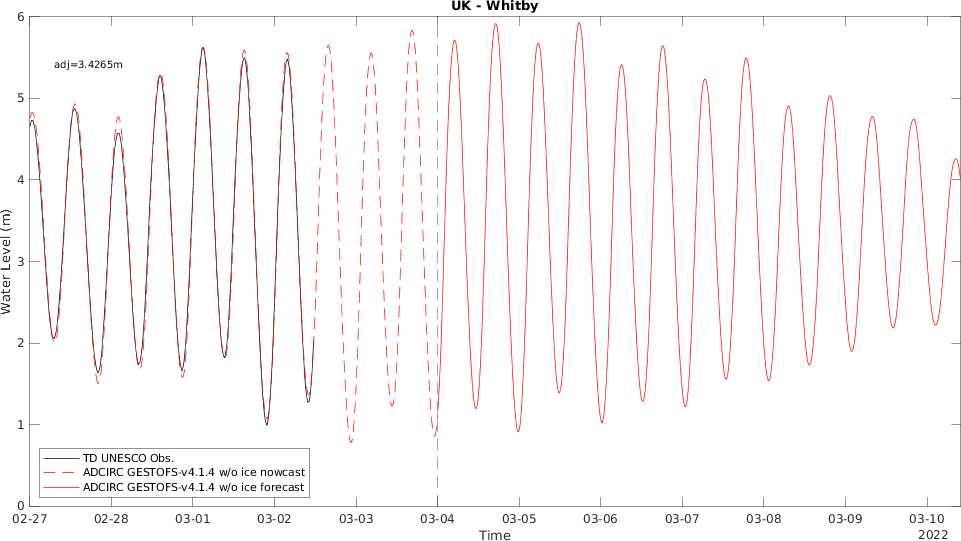 UK - Whitby
adj=3.4265m
Water Level (m)
6
5
4
3
2
1
0
TD UNESCO Obs.
ADCIRC GESTOFS-v4.1.4 w/o ice nowcast
ADCIRC GESTOFS-v4.1.4 w/o ice forecast
02-27 02-28 03-01 03-02 03-03 03-04 03-05 03-06 03-07 03-08 03-09 03-10
Time
2022